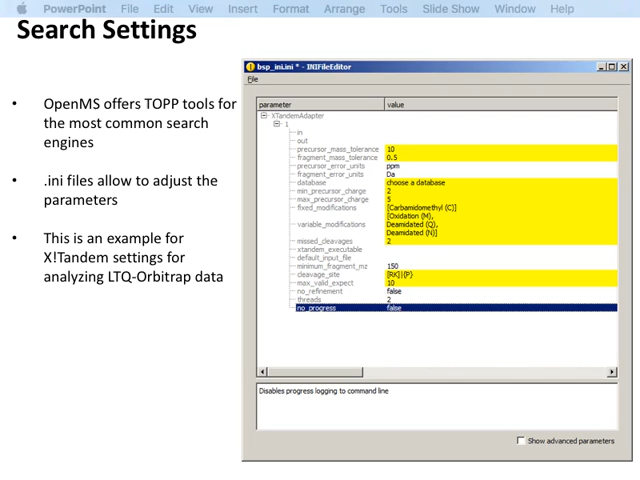 PowerPoint File Edit View Insert Format Arrange Tools Slide Show Window Help
Search Settings
• OpenMS offers TOPP tools for
the most common search
engines
• .ini files allow to adjust the
parameters
• This is an example for
X!Tandem settings for
analyzing LTQ-Orbitrap data
bsp_ini.ini * - INIFileEditor
File
parameter value
XTandemAdapter
1
in
out
precursor_mass_tolerance 10
fragment_mass_tolerance 0.5
precursor_error_units ppm
fragment_error_units Da
database choose a database
min_precursor_charge 2
max_precursor_charge 5
fixed_modifications [Carbamidomethyl (C)]
[Oxidation (M),
variable_modifications Deamidated (Q),
Deamidated (N)]
missed_cleavages 2
xtandem_executable
default_input_file
minimum_fragment_mz 150
cleavage_site [RK]|{P}
max_valid_expect 10
no_refinement false
threads 2
no_progress false
Disables progress logging to command line
Show advanced parameters